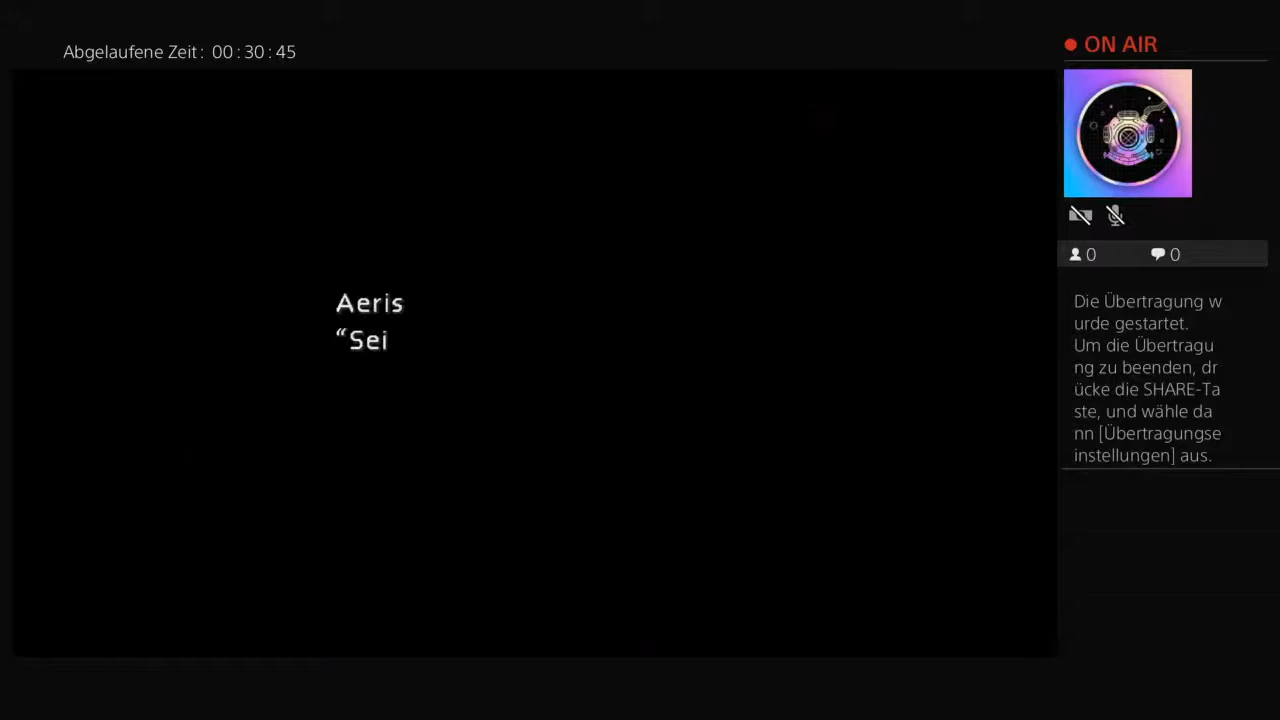 Abgelaufene Zeit: 00:30:45
ON AIR
Aeris
“Sei
0 0
Die Übertragung w
urde gestartet.
Um die Übertragu
ng zu beenden, dr
ücke die SHARE-Ta
ste, und wähle da
nn [Übertragungse
instellungen] aus.